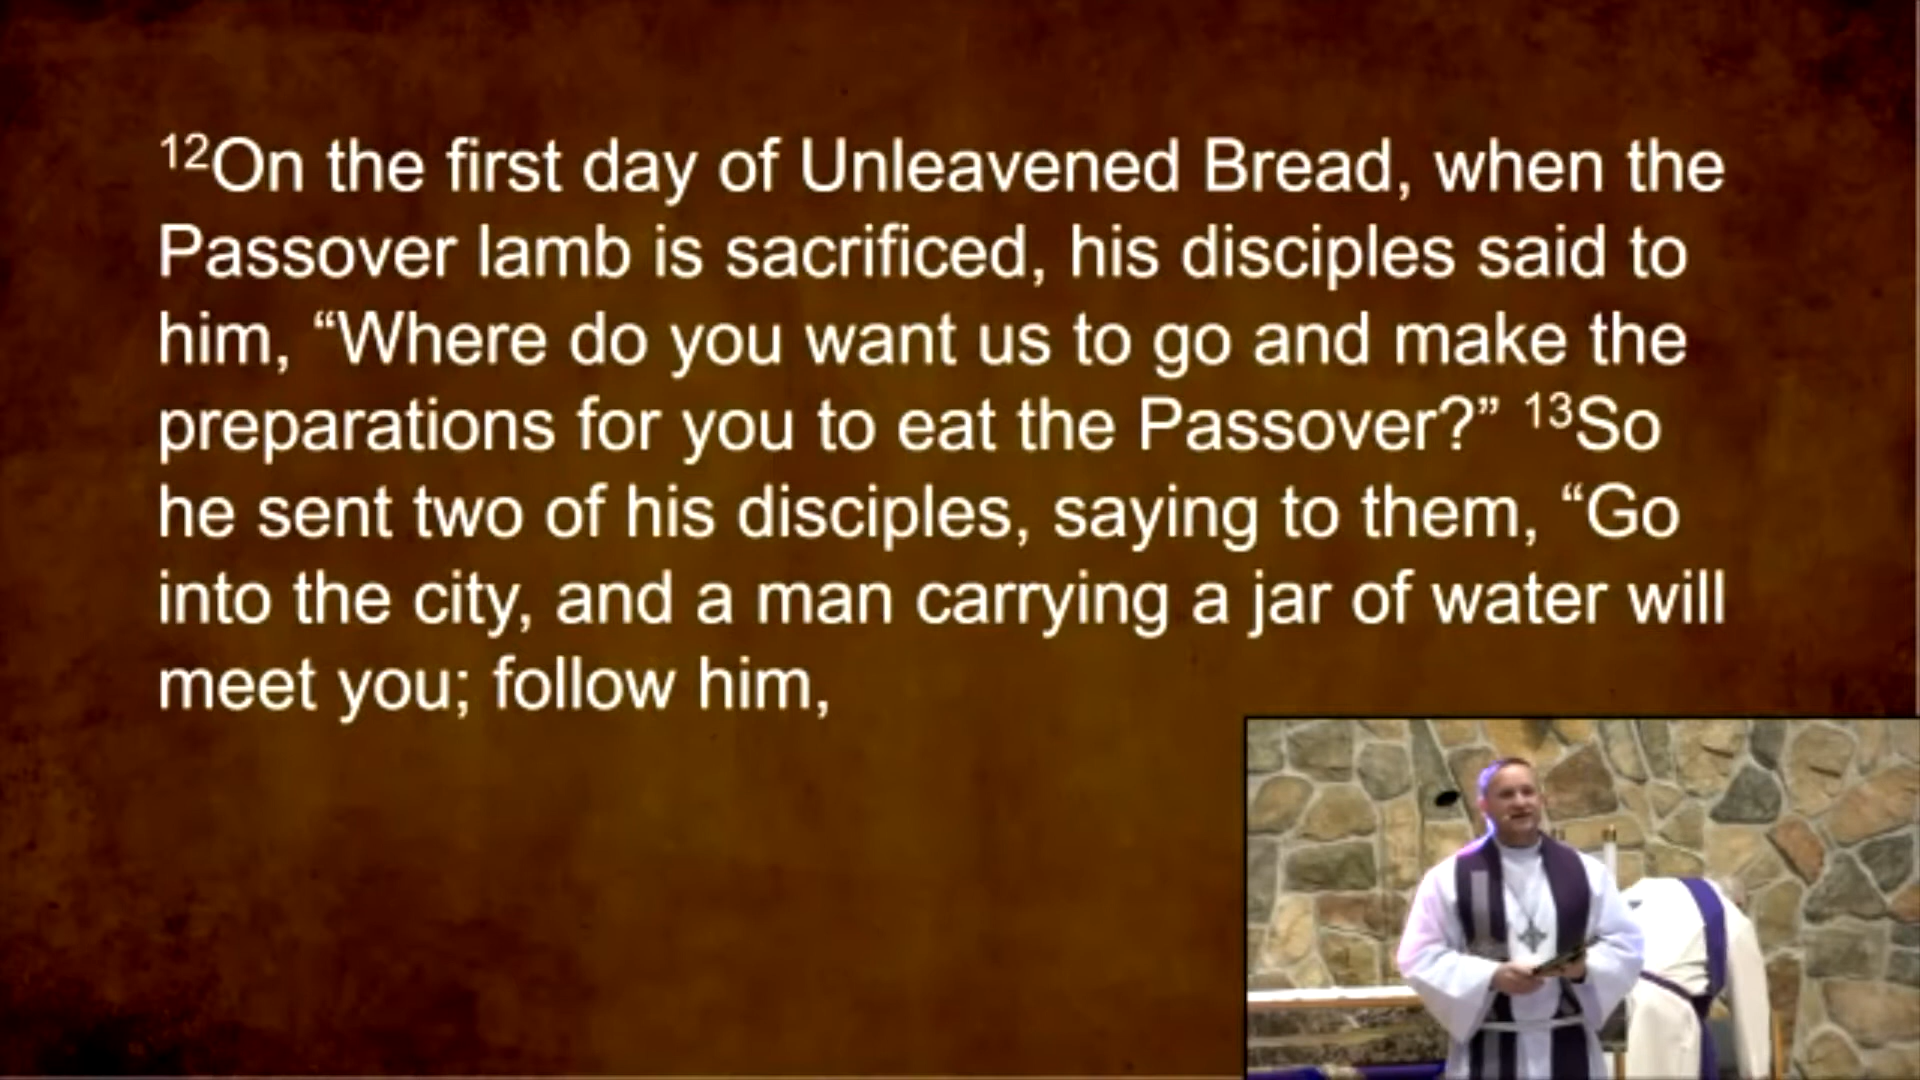 12On the first day of Unleavened Bread, when the
Passover lamb is sacrificed, his disciples said to
him, “Where do you want us to go and make the
preparations for you to eat the Passover?” 13So
he sent two of his disciples, saying to them, “Go
into the city, and a man carrying a jar of water will
meet you; follow him,